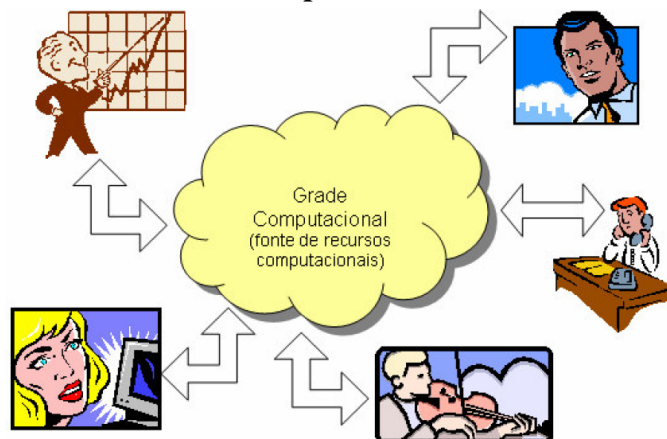 Grade
Computacional
(fonte de recursos
computacionais)